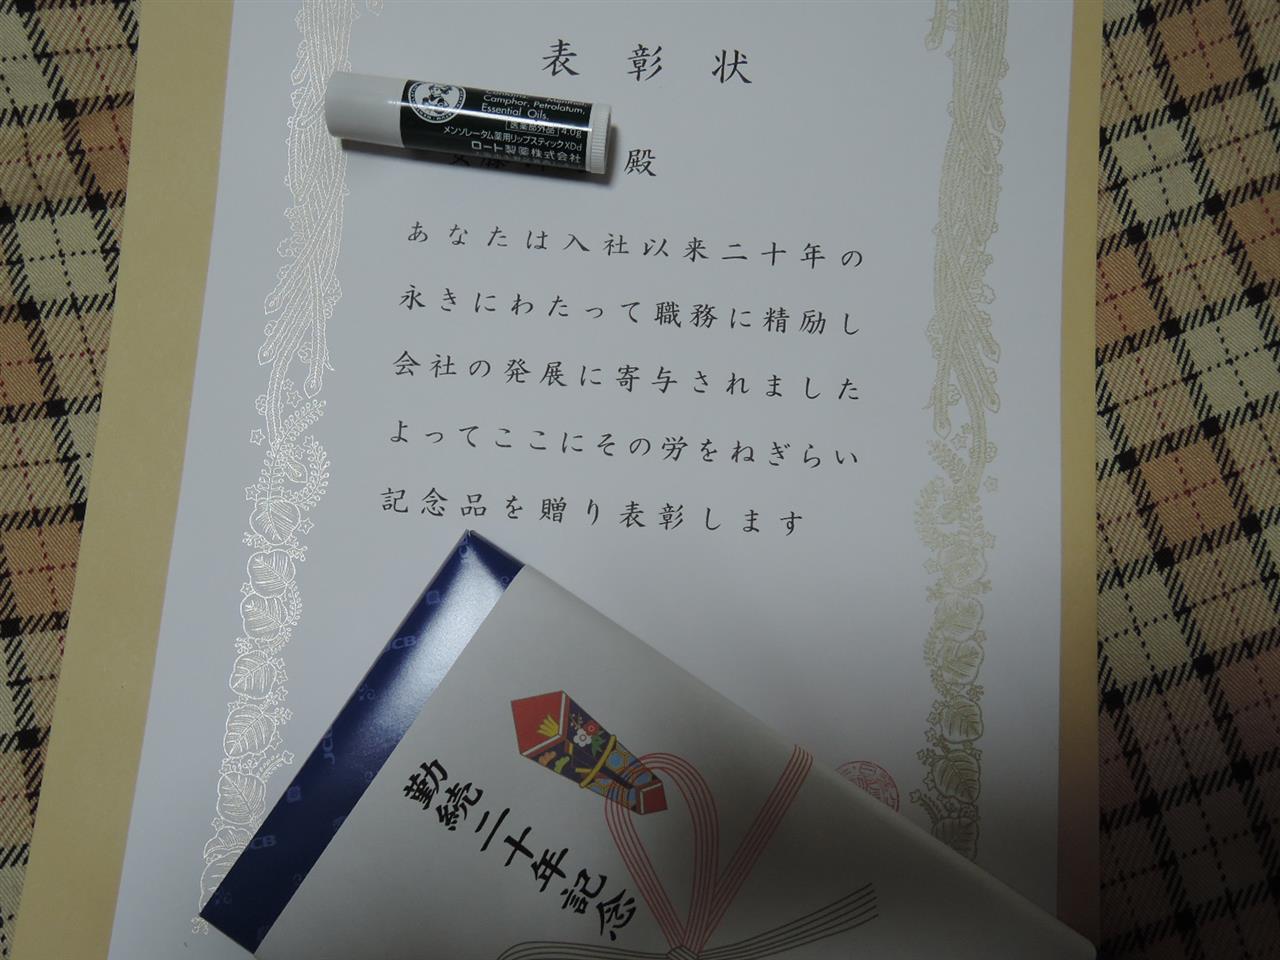 表彰状
Camphor, Petrolatum,
Essential Oils.
医薬部外品 4.0g
メンソレータム薬用リップスティックXDd
ロート製薬株式会社
殿
あなたは入社以来二十年の
永きにわたって職務に精励し
会社の発展に寄与されました
よってここにその労をねぎらい
記念品を贈り表彰します
JCB
JCB
JCB
勤続二十年記念